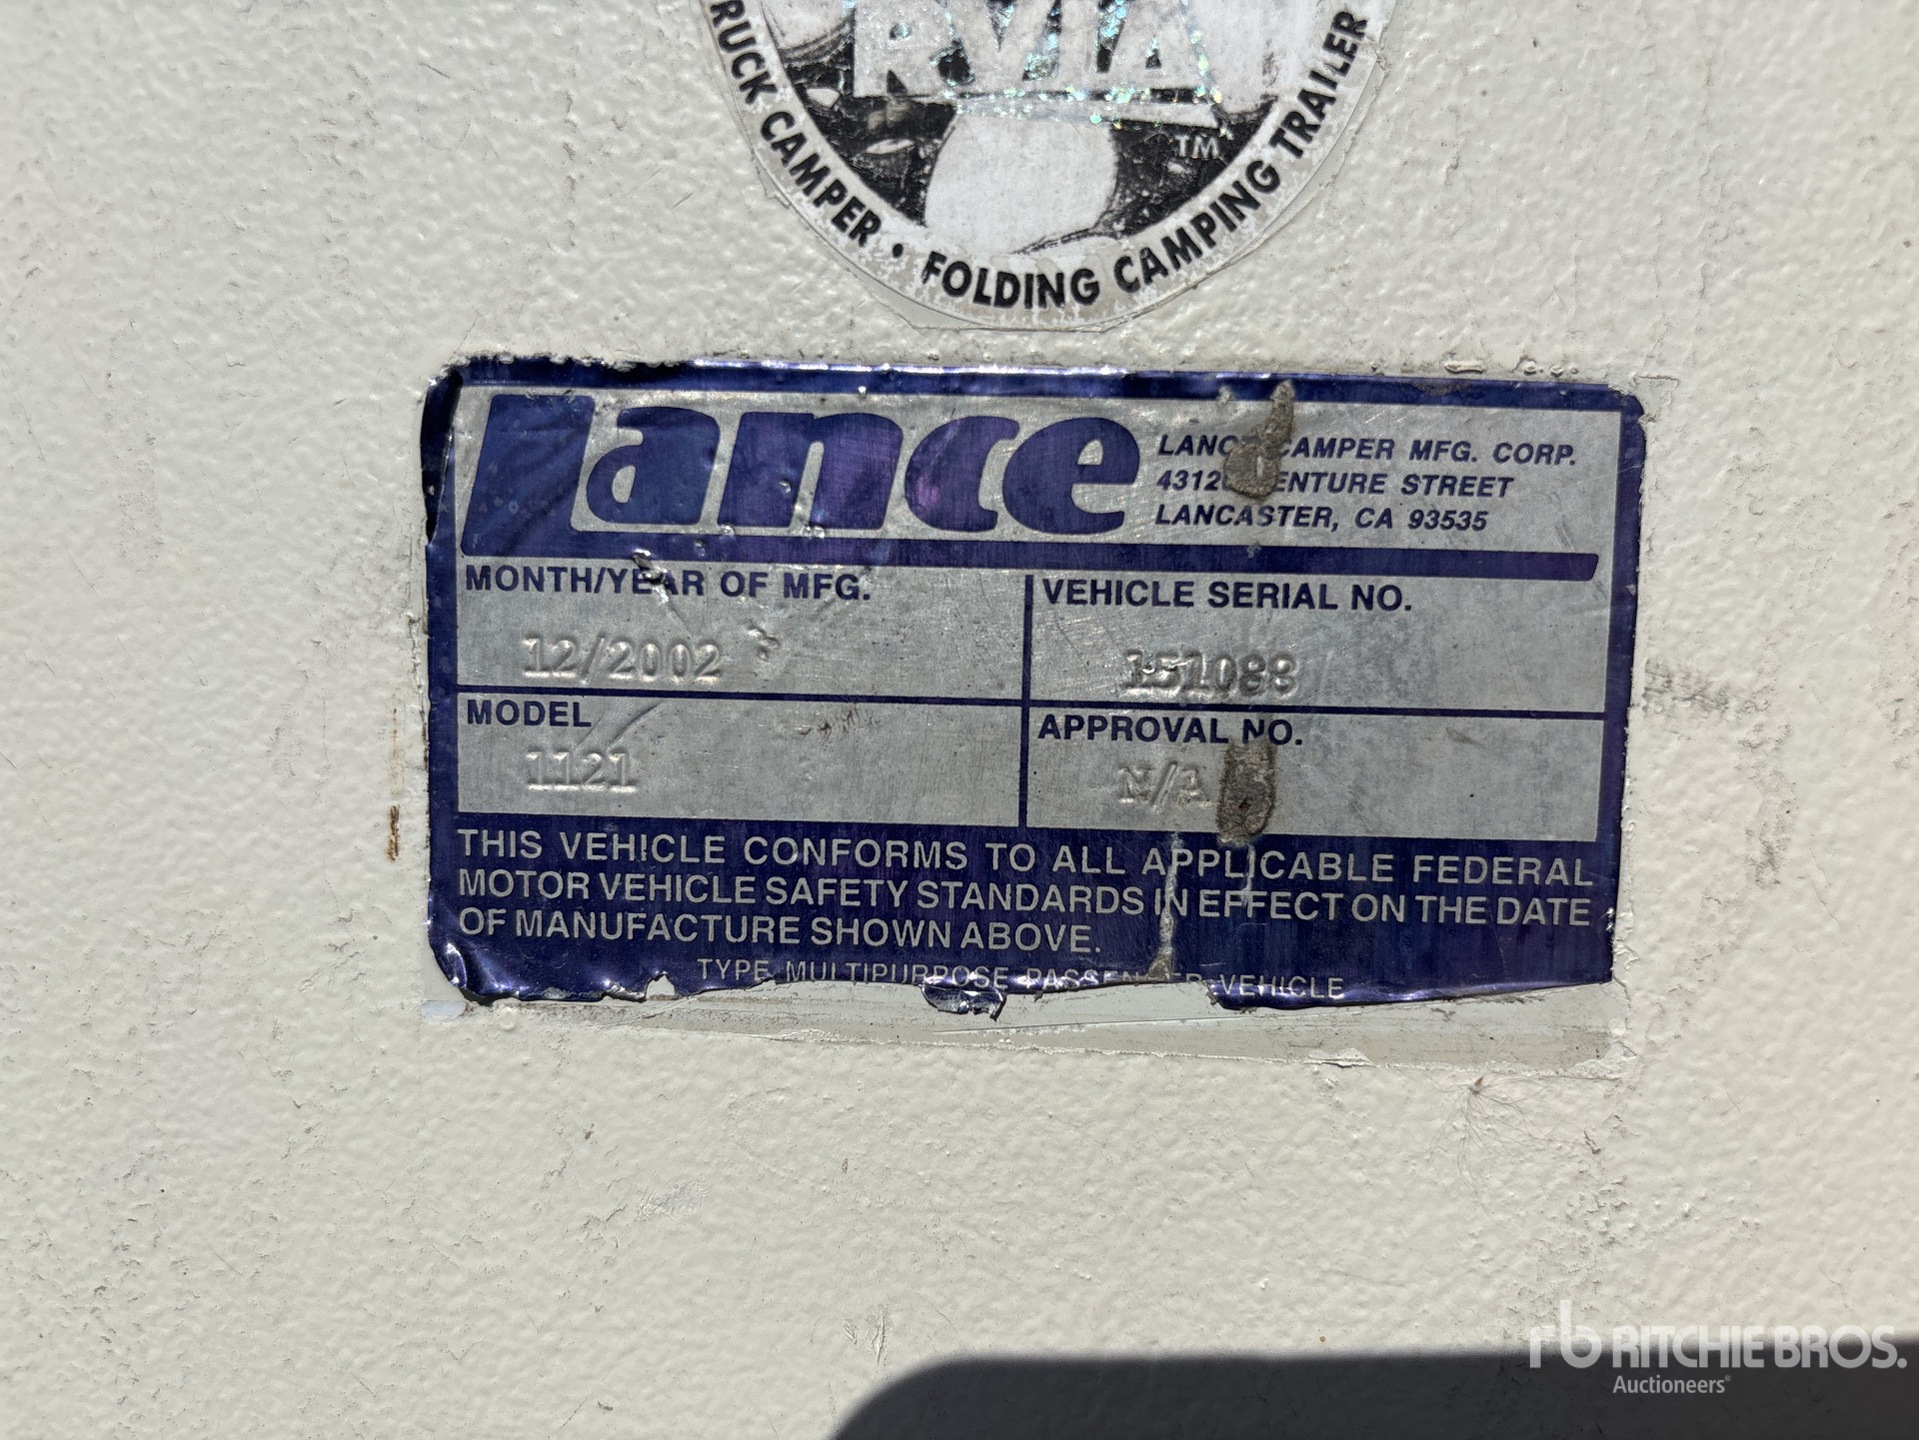 RVIA
TM
RUCK CAMPER • FOLDING CAMPING TRAILER
Lance
CAMPER MFG. CORP.
STREET
LANCASTER, CA 93535
MONTH/YEAR OF MFG.
12/2002
VEHICLE SERIAL NO.
151088
MODEL
1121
APPROVAL NO.
N/A
THIS VEHICLE CONFORMS TO ALL APPLICABLE FEDERAL
MOTOR VEHICLE SAFETY STANDARDS IN EFFECT ON THE DATE
OF MANUFACTURE SHOWN ABOVE.
TYPE MULTIPURPOSE PASSENGER VEHICLE
rb RITCHIE BROS.
Auctioneers®